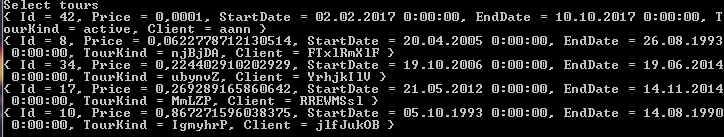 Select tours
{ Id = 42, Price = 0,0001, StartDate = 02.02.2017 0:00:00, EndDate = 10.10.2017 0:00:00, T
ourKind = active, Client = aann }
{ Id = 8, Price = 0,0622778712130514, StartDate = 20.04.2005 0:00:00, EndDate = 26.08.1993
 0:00:00, TourKind = njBjDA, Client = FTxlRmXlF }
{ Id = 34, Price = 0,224402910202929, StartDate = 19.10.2006 0:00:00, EndDate = 19.06.2014
 0:00:00, TourKind = ubynvZ, Client = YrhjkIlV }
{ Id = 17, Price = 0,269289165860642, StartDate = 21.05.2012 0:00:00, EndDate = 14.11.2014
 0:00:00, TourKind = MmLZP, Client = RREWMSsl }
{ Id = 10, Price = 0,867271596038375, StartDate = 05.10.1993 0:00:00, EndDate = 14.08.1990
 0:00:00, TourKind = IgmyhrP, Client = jlfJukOB }